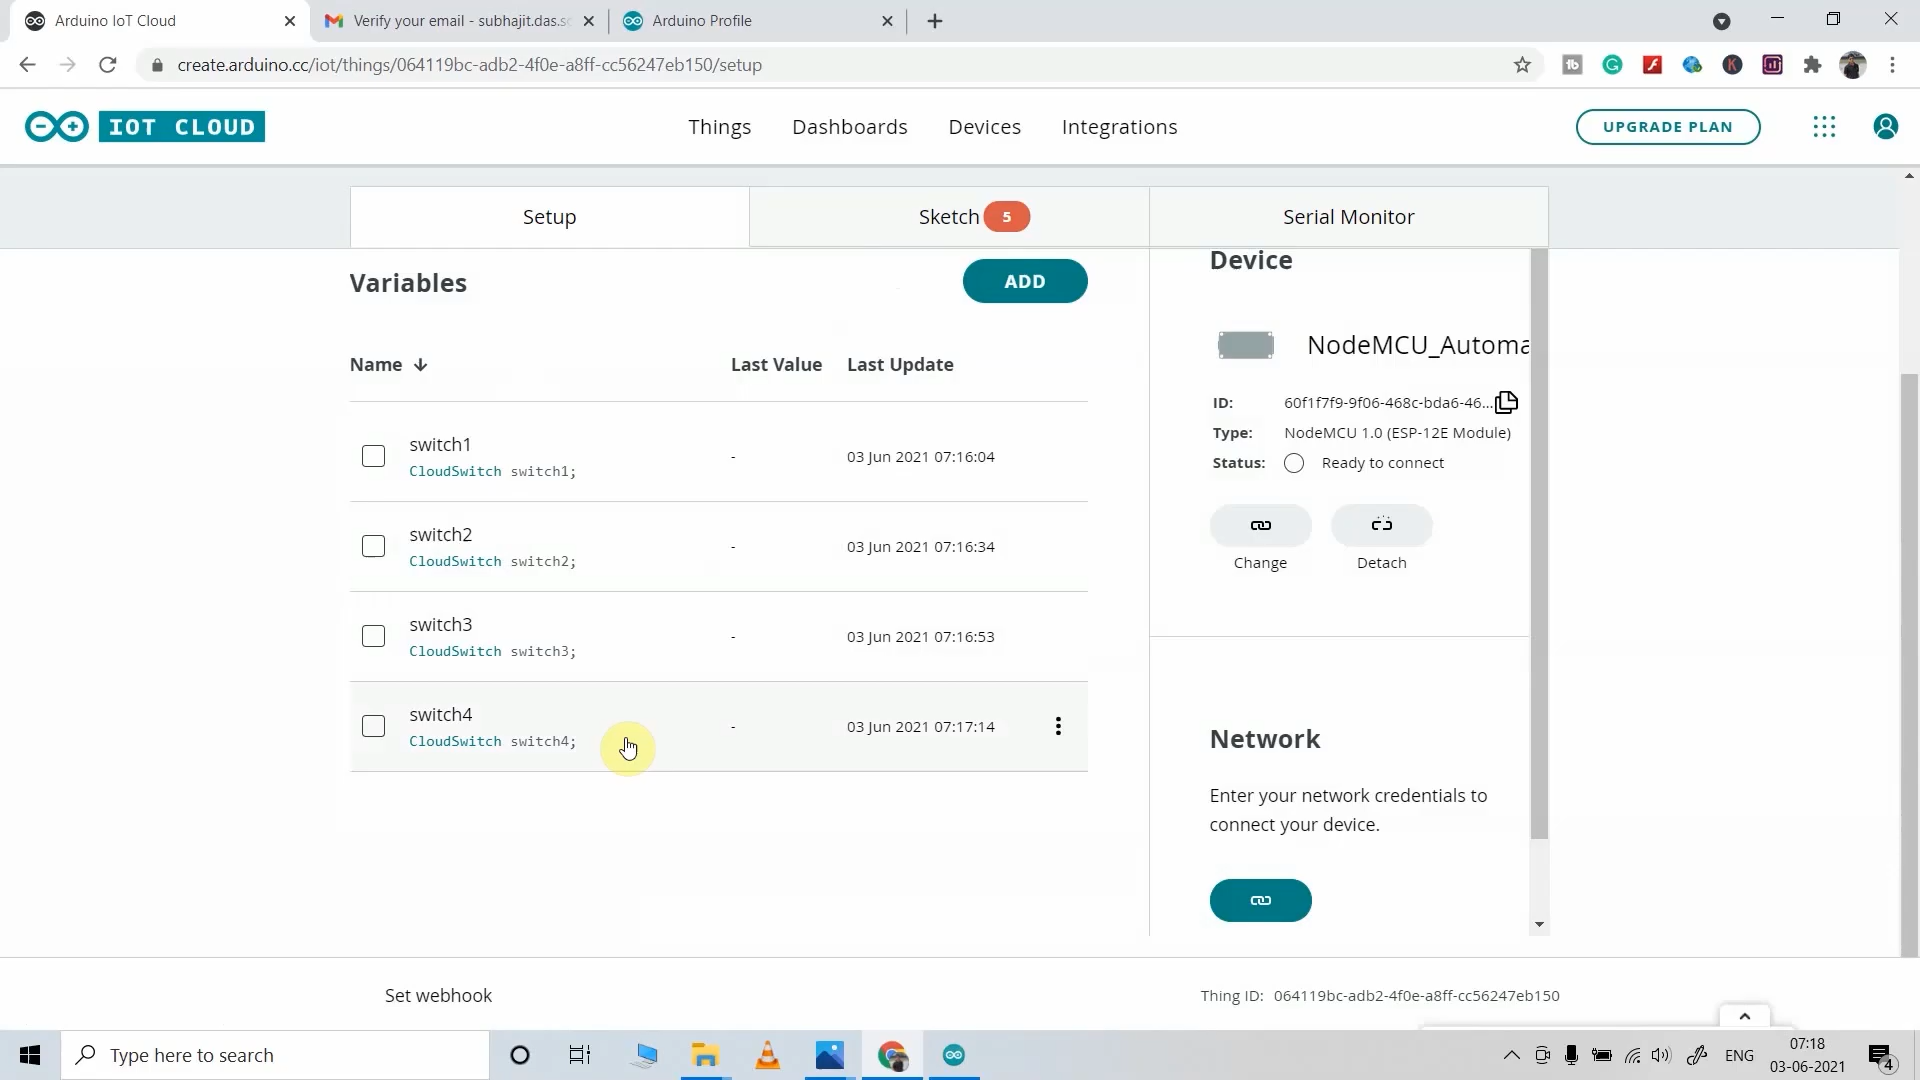 Arduino IoT Cloud
Verify your email - subhajit.das.s
Arduino Profile
create.arduino.cc/iot/things/064119bc-adb2-4f0e-a8ff-cc56247eb150/setup
IOT CLOUD
Things
Dashboards
Devices
Integrations
UPGRADE PLAN
Setup
Sketch 5
Serial Monitor
Variables
ADD
Device
Name
Last Value
Last Update
NodeMCU_Automa
ID: 60f1f7f9-9f06-468c-bda6-46...
Type: NodeMCU 1.0 (ESP-12E Module)
Status: Ready to connect
Change
Detach
switch1
CloudSwitch switch1;
-
03 Jun 2021 07:16:04
switch2
CloudSwitch switch2;
-
03 Jun 2021 07:16:34
switch3
CloudSwitch switch3;
-
03 Jun 2021 07:16:53
switch4
CloudSwitch switch4;
-
03 Jun 2021 07:17:14
Network
Enter your network credentials to
connect your device.
Set webhook
Thing ID: 064119bc-adb2-4f0e-a8ff-cc56247eb150
Type here to search
ENG
07:18
03-06-2021
4